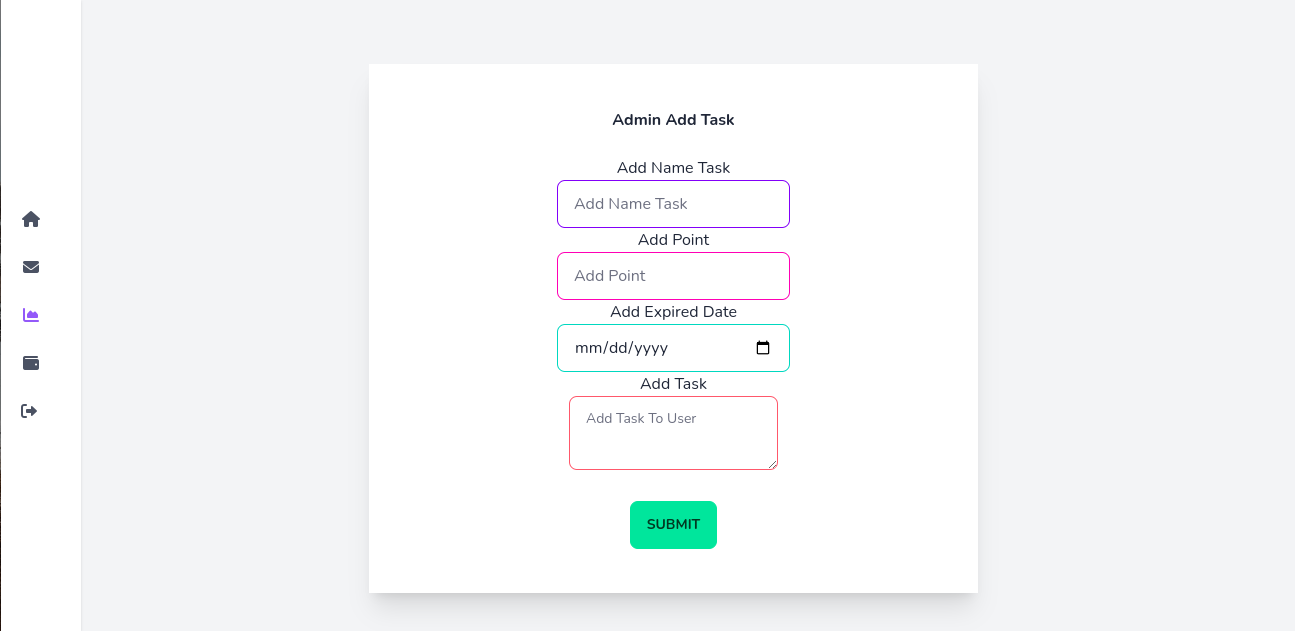 Admin Add Task
Add Name Task
Add Name Task
Add Point
Add Point
Add Expired Date
mm/dd/yyyy
Add Task
Add Task To User
SUBMIT